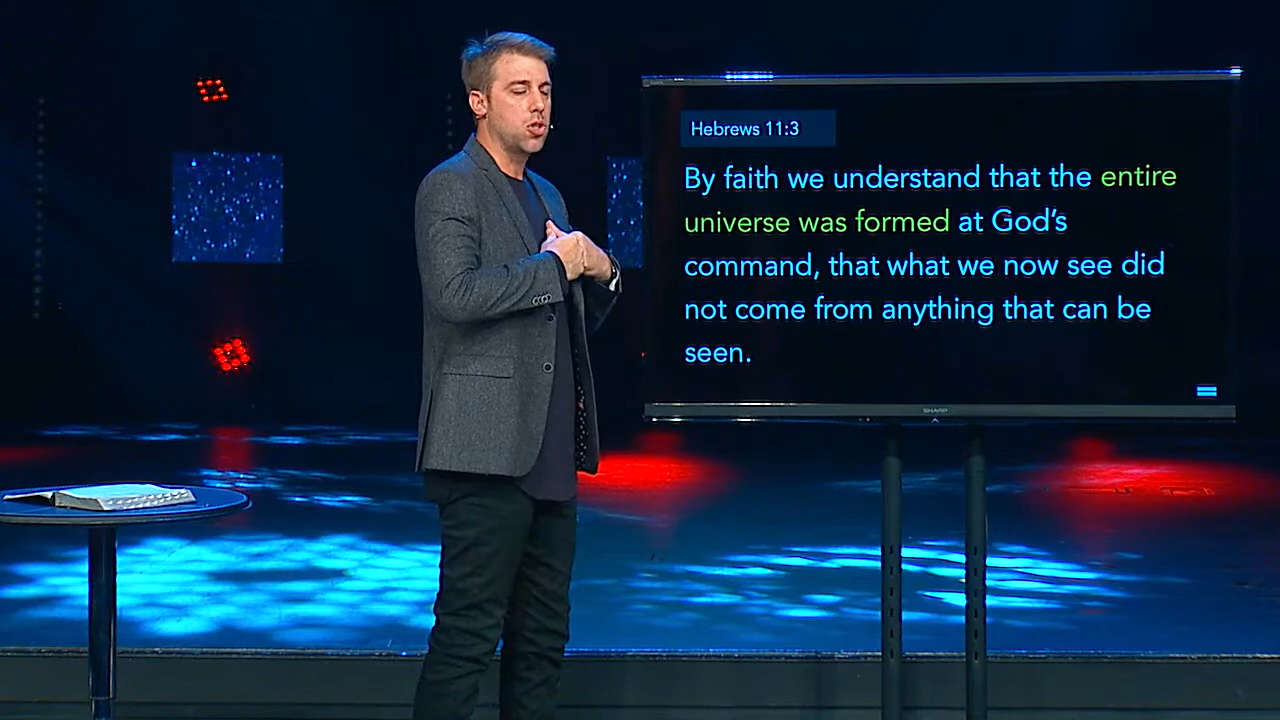 Hebrews 11:3
By faith we understand that the entire
universe was formed at God's
command, that what we now see did
not come from anything that can be
seen.
SHARP